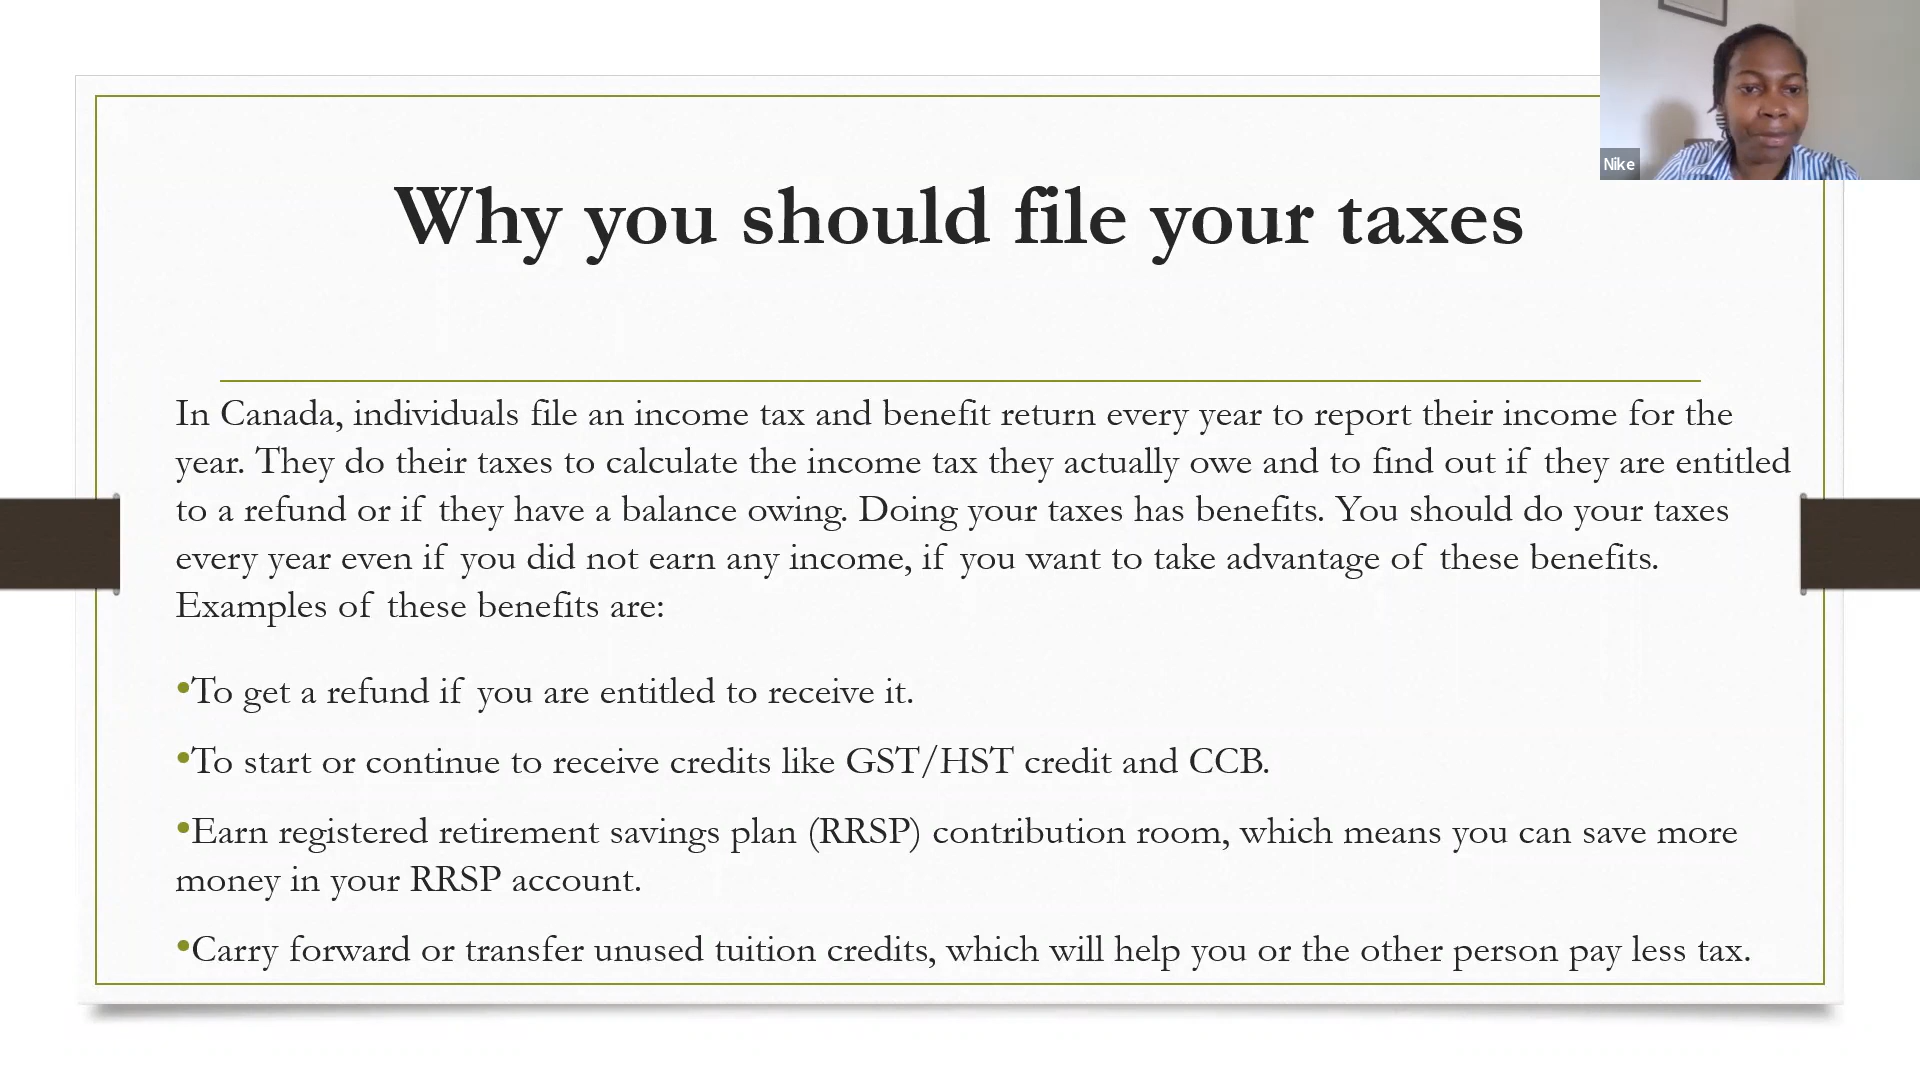 Nike
Why you should file your taxes
In Canada, individuals file an income tax and benefit return every year to report their income for the
year. They do their taxes to calculate the income tax they actually owe and to find out if they are entitled
to a refund or if they have a balance owing. Doing your taxes has benefits. You should do your taxes
every year even if you did not earn any income, if you want to take advantage of these benefits.
Examples of these benefits are:
•To get a refund if you are entitled to receive it.
•To start or continue to receive credits like GST/HST credit and CCB.
•Earn registered retirement savings plan (RRSP) contribution room, which means you can save more
money in your RRSP account.
•Carry forward or transfer unused tuition credits, which will help you or the other person pay less tax.